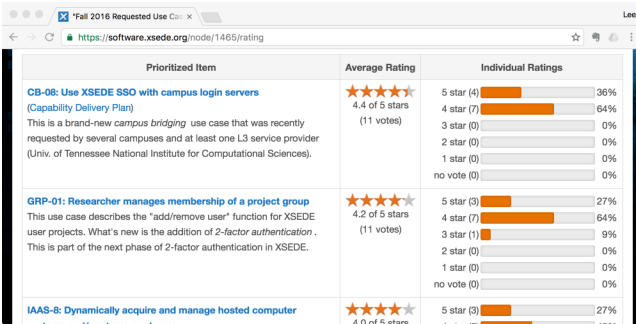 "Fall 2016 Requested Use Cas
Lee
https://software.xsede.org/node/1465/rating
Prioritized Item Average Rating Individual Ratings
CB-08: Use XSEDE SSO with campus login servers
(Capability Delivery Plan)
This is a brand-new campus bridging use case that was recently
requested by several campuses and at least one L3 service provider
(Univ. of Tennessee National Institute for Computational Sciences).
4.4 of 5 stars
(11 votes)
5 star (4) 36%
4 star (7) 64%
3 star (0) 0%
2 star (0) 0%
1 star (0) 0%
no vote (0) 0%
GRP-01: Researcher manages membership of a project group
This use case describes the "add/remove user" function for XSEDE
user projects. What's new is the addition of 2-factor authentication .
This is part of the next phase of 2-factor authentication in XSEDE.
4.2 of 5 stars
(11 votes)
5 star (3) 27%
4 star (7) 64%
3 star (1) 9%
2 star (0) 0%
1 star (0) 0%
no vote (0) 0%
IAAS-8: Dynamically acquire and manage hosted computer
4.0 of 5 stars
5 star (3) 27%